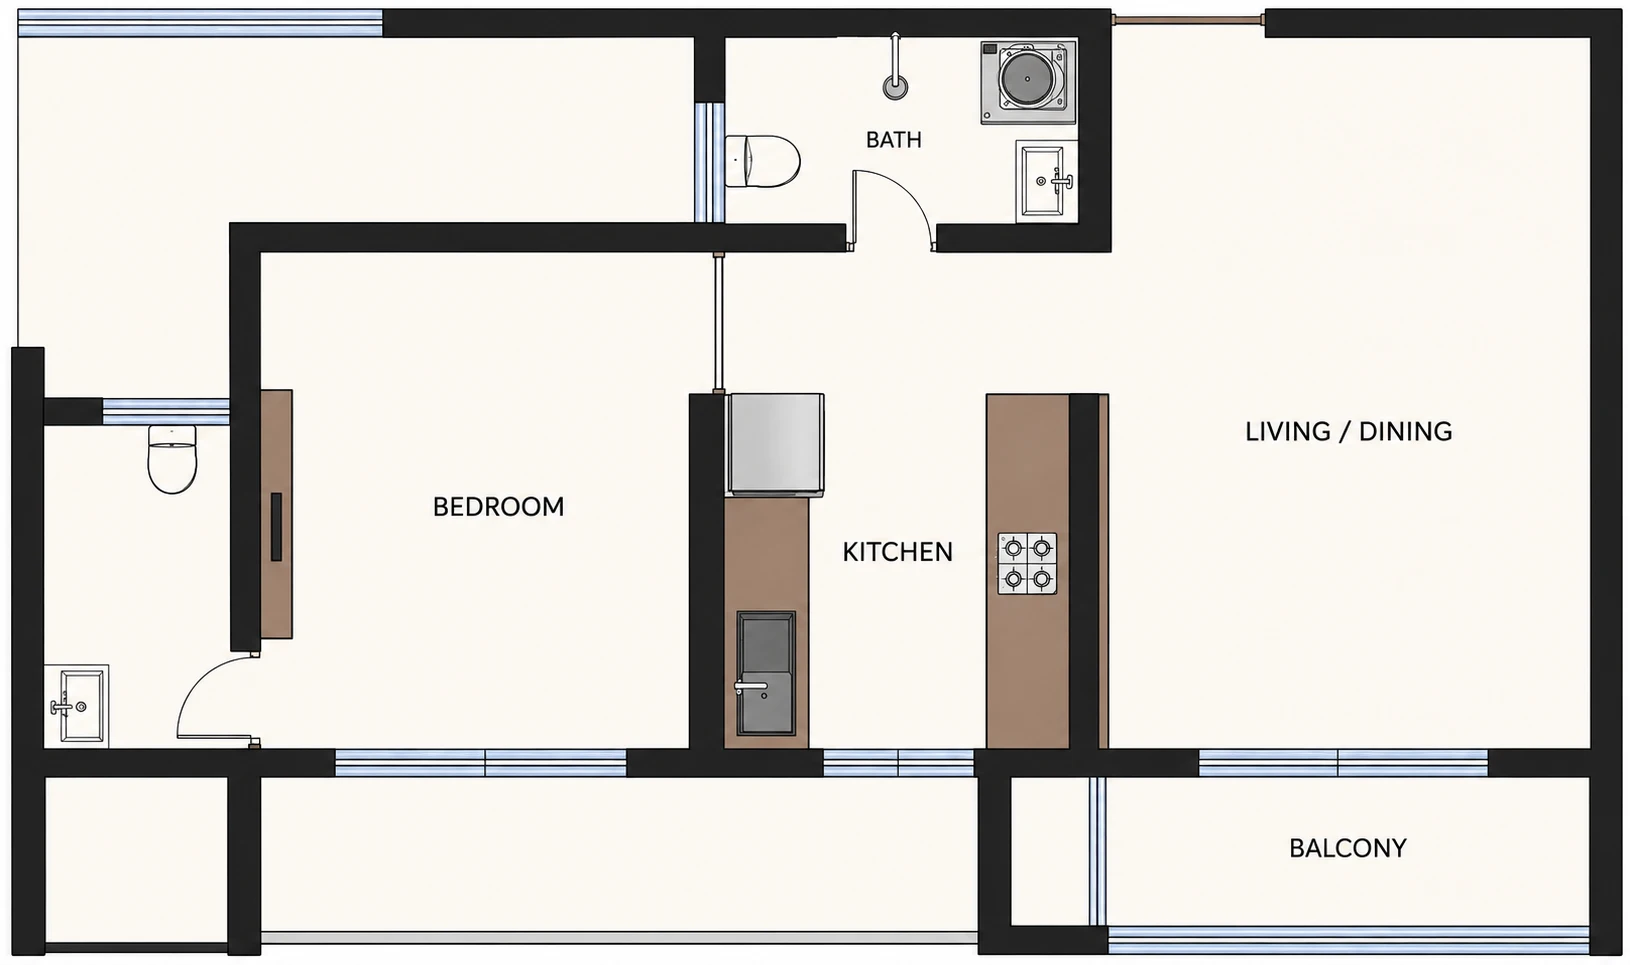 BATH
LIVING / DINING
BEDROOM
KITCHEN
BALCONY